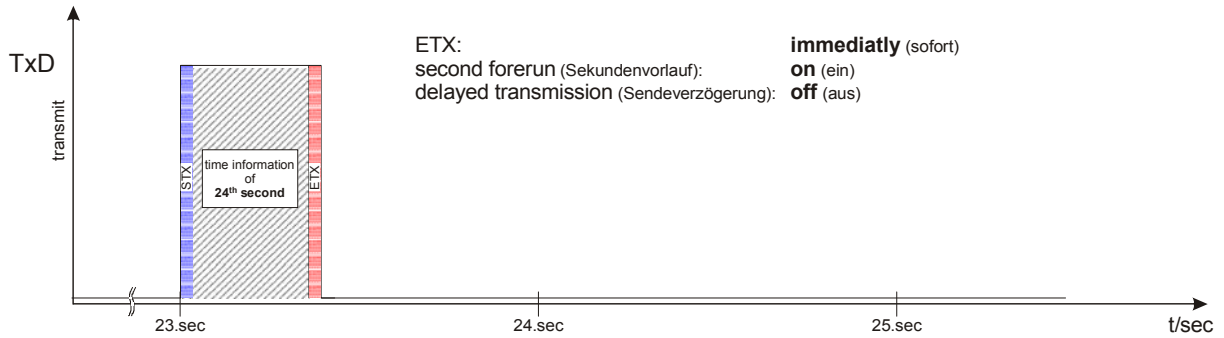 TxD
transmit
ETX: immediatly (sofort)
second forerun (Sekundenvorlauf): on (ein)
delayed transmission (Sendeverzögerung): off (aus)
STX
time information
of
24th second
ETX
23.sec
24.sec
25.sec
t/sec